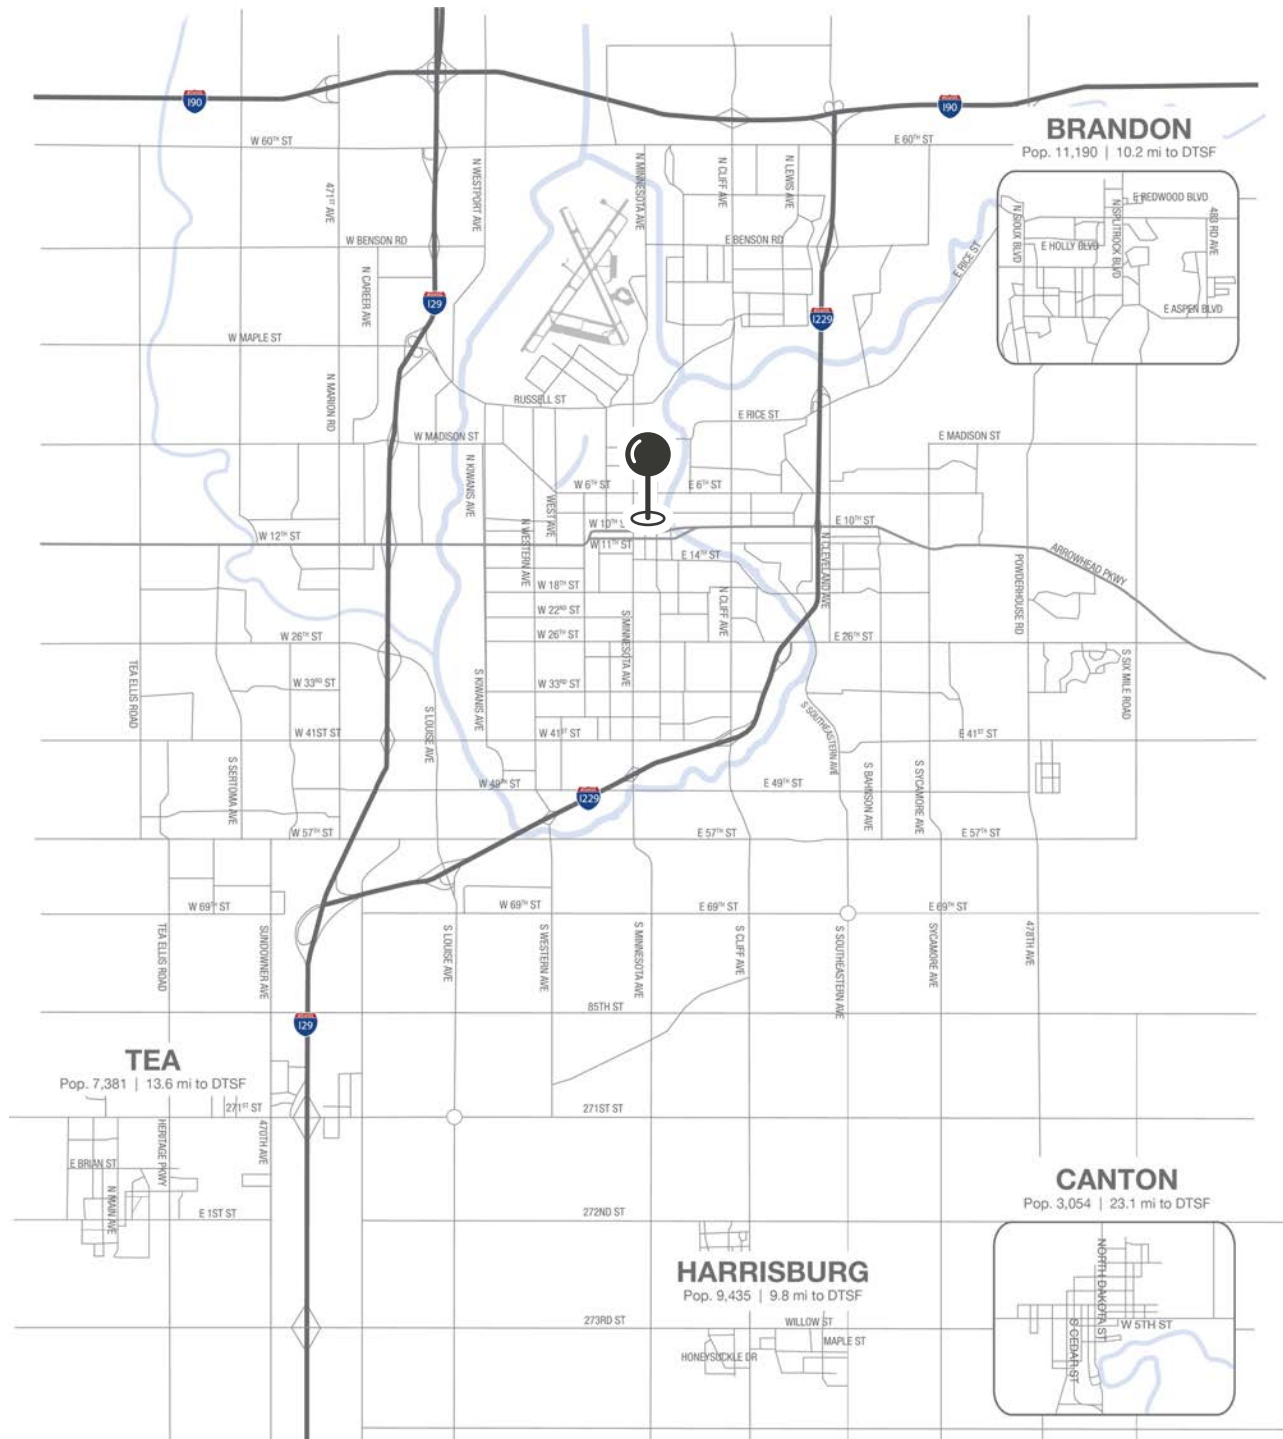 I90
I90
BRANDON
Pop. 11,190 | 10.2 mi to DTSF
W 60TH ST
E 60TH ST
N WESTPORT AVE
N MINNESOTA AVE
N CLIFF AVE
N LEWIS AVE
471ST AVE
E REDWOOD BLVD
N SIOUX BLVD
N SPLITROCK BLVD
483 RD AVE
E HOLLY BLVD
E ASPEN BLVD
W BENSON RD
E BENSON RD
E RICE ST
N CAREER AVE
I29
I229
W MAPLE ST
N MARION RD
RUSSELL ST
E RICE ST
W MADISON ST
E MADISON ST
N KIWANIS AVE
W 6TH ST
E 6TH ST
WEST AVE
W 10TH S
E 10TH ST
N WESTERN AVE
W 12TH ST
W 11TH ST
E 14TH ST
N CLEVELAND AVE
POWDERHOUSE RD
ARROWHEAD PKWY
W 18TH ST
N CLIFF AVE
W 22ND ST
S MINNESOTA AVE
W 26TH ST
W 26TH ST
E 26TH ST
TEA ELLIS ROAD
W 33RD ST
S KIWANIS AVE
W 33RD ST
S SIX MILE ROAD
S LOUISE AVE
S SOUTHEASTERN AVE
W 41ST ST
W 41ST ST
E 41ST ST
S SERTOMA AVE
S BAHNSON AVE
S SYCAMORE AVE
W 49TH ST
E 49TH ST
I229
W 57TH ST
E 57TH ST
E 57TH ST
W 69TH ST
W 69TH ST
E 69TH ST
E 69TH ST
TEA ELLIS ROAD
SUNDOWNER AVE
S LOUISE AVE
S WESTERN AVE
S MINNESOTA AVE
S CLIFF AVE
S SOUTHEASTERN AVE
SYCAMORE AVE
478TH AVE
85TH ST
I29
TEA
Pop. 7,381 | 13.6 mi to DTSF
271ST ST
271ST ST
HERITAGE PKWY
470TH AVE
E BRIAN ST
N MAIN AVE
E 1ST ST
272ND ST
CANTON
Pop. 3,054 | 23.1 mi to DTSF
NORTH DAKOTA ST
W 5TH ST
S CEDAR ST
HARRISBURG
Pop. 9,435 | 9.8 mi to DTSF
273RD ST
WILLOW ST
MAPLE ST
HONEYSUCKLE DR